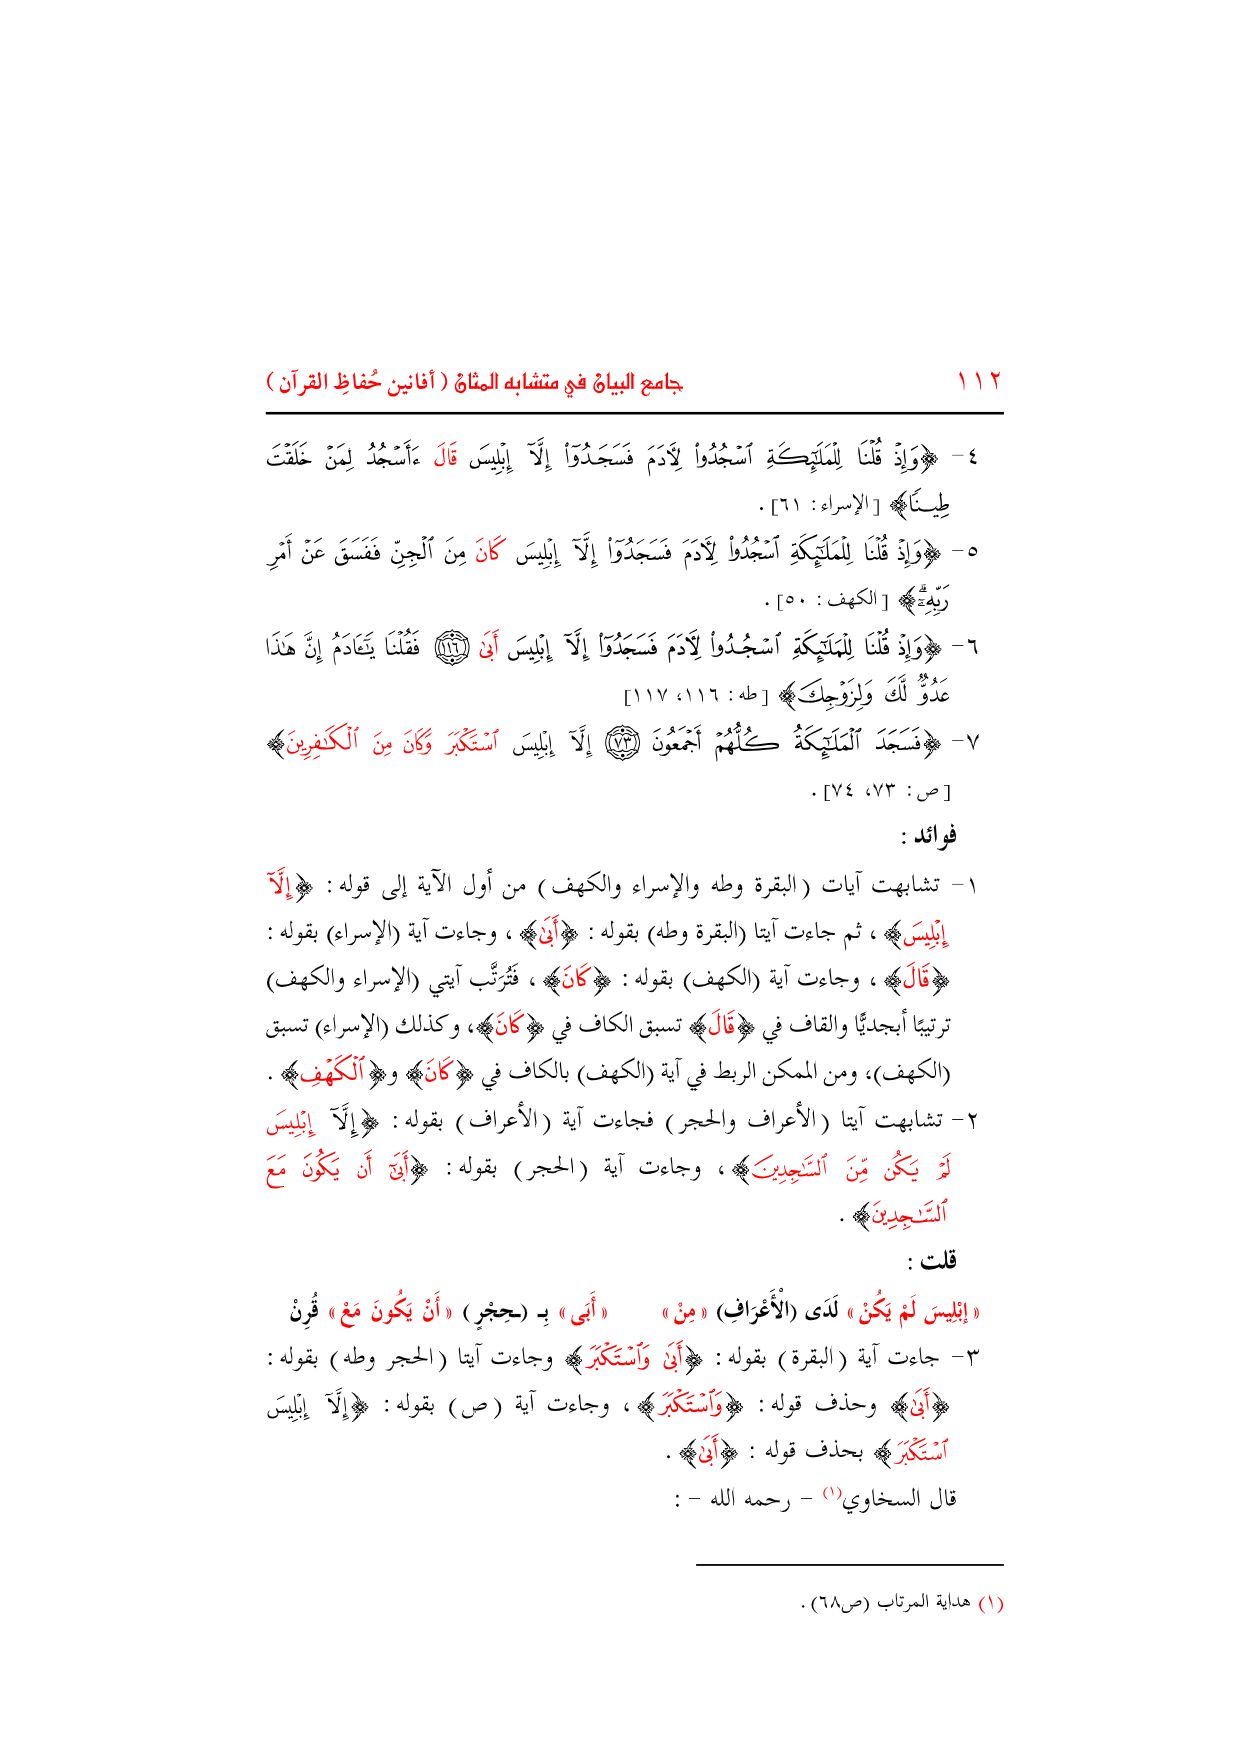 ١١٢ جامع البيان في متشابه المثان ( أفانين حُفاظِ القرآن )
٤- ﴿وَإِذۡ قُلۡنَا لِلۡمَلَٰٓئِكَةِ ٱسۡجُدُواْ لِأٓدَمَ فَسَجَدُوٓاْ إِلَّآ إِبۡلِيسَ قَالَ ءَأَسۡجُدُ لِمَنۡ خَلَقۡتَ
طِينٗا﴾ [الإسراء: ٦١] .
٥- ﴿وَإِذۡ قُلۡنَا لِلۡمَلَٰٓئِكَةِ ٱسۡجُدُواْ لِأٓدَمَ فَسَجَدُوٓاْ إِلَّآ إِبۡلِيسَ كَانَ مِنَ ٱلۡجِنِّ فَفَسَقَ عَنۡ أَمۡرِ
رَبِّهِۦٓۗ﴾ [الكهف: ٥٠] .
٦- ﴿وَإِذۡ قُلۡنَا لِلۡمَلَٰٓئِكَةِ ٱسۡجُدُواْ لِأٓدَمَ فَسَجَدُوٓاْ إِلَّآ إِبۡلِيسَ أَبَىٰ ١١٦ فَقُلۡنَا يَٰٓـَٔادَمُ إِنَّ هَٰذَا
عَدُوّٞ لَّكَ وَلِزَوۡجِكَ﴾ [طه: ١١٦، ١١٧]
٧- ﴿فَسَجَدَ ٱلۡمَلَٰٓئِكَةُ كُلُّهُمۡ أَجۡمَعُونَ ٧٣ إِلَّآ إِبۡلِيسَ ٱسۡتَكۡبَرَ وَكَانَ مِنَ ٱلۡكَٰفِرِينَ﴾
[ص: ٧٣، ٧٤] .
فوائد :
١- تشابهت آيات (البقرة وطه والإسراء والكهف) من أول الآية إلى قوله: ﴿إِلَّآ
إِبۡلِيسَ﴾ ، ثم جاءت آيتا (البقرة وطه) بقوله: ﴿أَبَىٰ﴾ ، وجاءت آية (الإسراء) بقوله:
﴿قَالَ﴾ ، وجاءت آية (الكهف) بقوله: ﴿كَانَ﴾ ، فَتُرَتَّب آيتي (الإسراء والكهف)
ترتيبًا أبجديًّا والقاف في ﴿قَالَ﴾ تسبق الكاف في ﴿كَانَ﴾، وكذلك (الإسراء) تسبق
(الكهف)، ومن الممكن الربط في آية (الكهف) بالكاف في ﴿كَانَ﴾ و﴿ٱلۡكَهۡفِ﴾ .
٢- تشابهت آيتا (الأعراف والحجر) فجاءت آية (الأعراف) بقوله: ﴿إِلَّآ إِبۡلِيسَ
لَمۡ يَكُن مِّنَ ٱلسَّٰجِدِينَ﴾ ، وجاءت آية (الحجر) بقوله: ﴿أَبَىٰٓ أَن يَكُونَ مَعَ
ٱلسَّٰجِدِينَ﴾ .
قلت :
« إبْلِيسَ لَمْ يَكُنْ » لَدَى (الْأَعْرَافِ) « مِنْ » « أَبَى » بِـ (ـحِجْرٍ) « أَنْ يَكُونَ مَعْ » قُرِنْ
٣- جاءت آية (البقرة) بقوله: ﴿أَبَىٰ وَٱسۡتَكۡبَرَ﴾ وجاءت آيتا (الحجر وطه) بقوله:
﴿أَبَىٰ﴾ وحذف قوله: ﴿وَٱسۡتَكۡبَرَ﴾ ، وجاءت آية (ص) بقوله: ﴿إِلَّآ إِبۡلِيسَ
ٱسۡتَكۡبَرَ﴾ بحذف قوله: ﴿أَبَىٰ﴾ .
قال السخاوي(١) – رحمه الله – :
(١) هداية المرتاب (ص٦٨) .